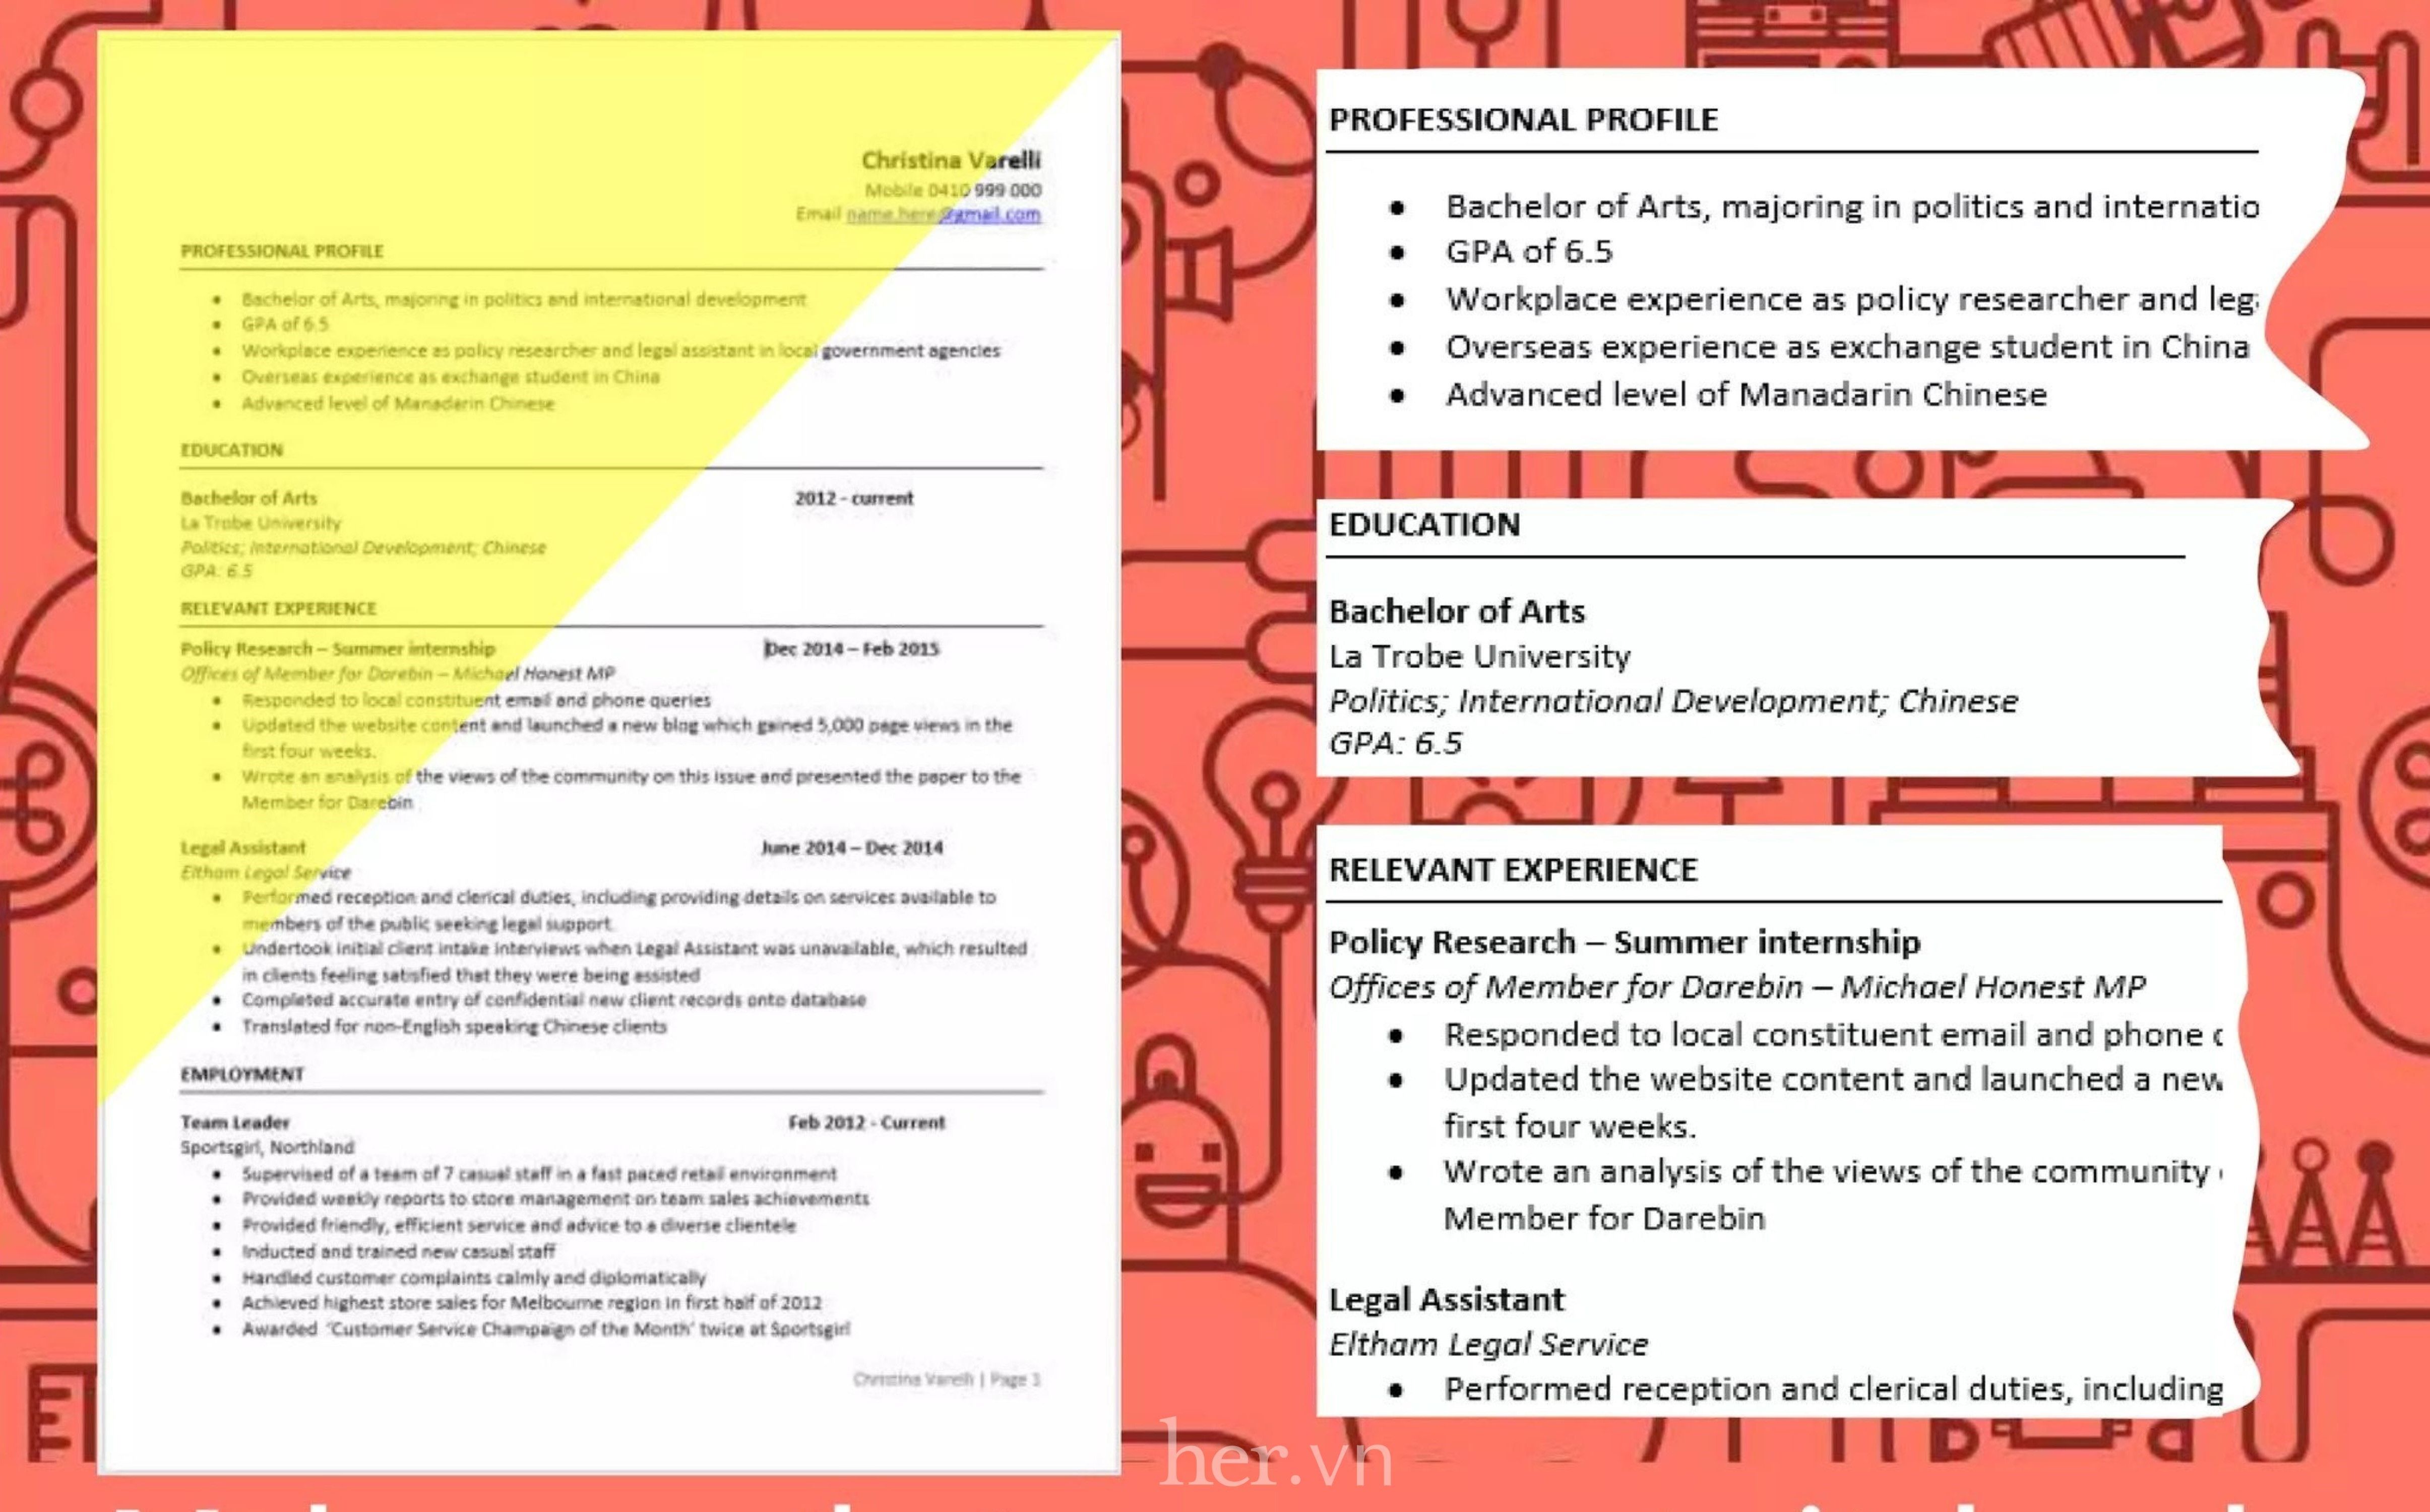 Christina Varelli
Mobile 0410 999 000
Email name.here@gmail.com
PROFESSIONAL PROFILE
• Bachelor of Arts, majoring in politics and international development
• GPA of 6.5
• Workplace experience as policy researcher and legal assistant in local government agencies
• Overseas experience as exchange student in China
• Advanced level of Manadarin Chinese
EDUCATION
Bachelor of Arts 2012 - current
La Trobe University
Politics; International Development; Chinese
GPA: 6.5
RELEVANT EXPERIENCE
Policy Research – Summer internship Dec 2014 – Feb 2015
Offices of Member for Darebin – Michael Honest MP
• Responded to local constituent email and phone queries
• Updated the website content and launched a new blog which gained 5,000 page views in the
first four weeks.
• Wrote an analysis of the views of the community on this issue and presented the paper to the
Member for Darebin
Legal Assistant June 2014 – Dec 2014
Eltham Legal Service
• Performed reception and clerical duties, including providing details on services available to
members of the public seeking legal support.
• Undertook initial client intake interviews when Legal Assistant was unavailable, which resulted
in clients feeling satisfied that they were being assisted
• Completed accurate entry of confidential new client records onto database
• Translated for non-English speaking Chinese clients
EMPLOYMENT
Team Leader Feb 2012 - Current
Sportsgirl, Northland
• Supervised of a team of 7 casual staff in a fast paced retail environment
• Provided weekly reports to store management on team sales achievements
• Provided friendly, efficient service and advice to a diverse clientele
• Inducted and trained new casual staff
• Handled customer complaints calmly and diplomatically
• Achieved highest store sales for Melbourne region in first half of 2012
• Awarded 'Customer Service Champaign of the Month' twice at Sportsgirl
Christina Varelli | Page 1
PROFESSIONAL PROFILE
• Bachelor of Arts, majoring in politics and internatio
• GPA of 6.5
• Workplace experience as policy researcher and leg
• Overseas experience as exchange student in China
• Advanced level of Manadarin Chinese
EDUCATION
Bachelor of Arts
La Trobe University
Politics; International Development; Chinese
GPA: 6.5
RELEVANT EXPERIENCE
Policy Research – Summer internship
Offices of Member for Darebin – Michael Honest MP
• Responded to local constituent email and phone
• Updated the website content and launched a new
first four weeks.
• Wrote an analysis of the views of the community
Member for Darebin
Legal Assistant
Eltham Legal Service
• Performed reception and clerical duties, including
her.vn